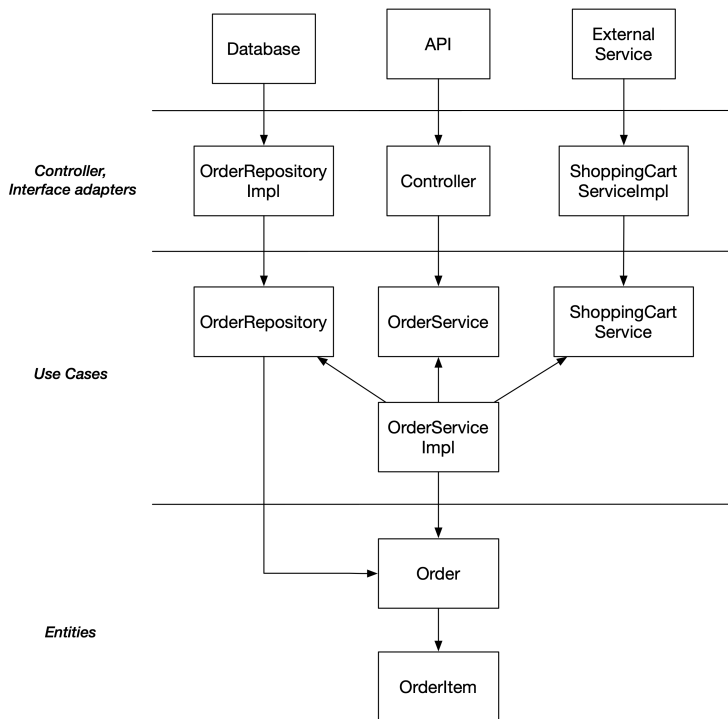 Database
API
External
Service
Controller,
Interface adapters
OrderRepository
Impl
Controller
ShoppingCart
ServiceImpl
OrderRepository
OrderService
ShoppingCart
Service
Use Cases
OrderService
Impl
Order
Entities
OrderItem